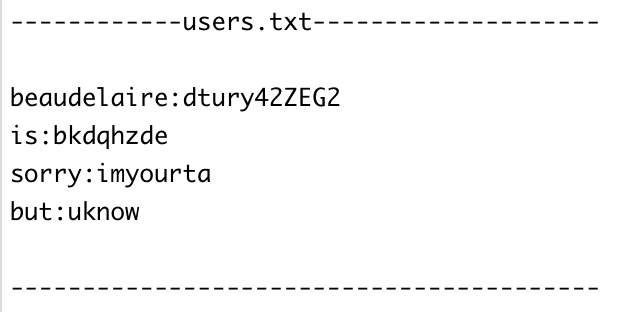 ------------users.txt--------------------
beaudelaire:dtury42ZEG2
is:bkdqhzde
sorry:imyourta
but:uknow
-----------------------------------------